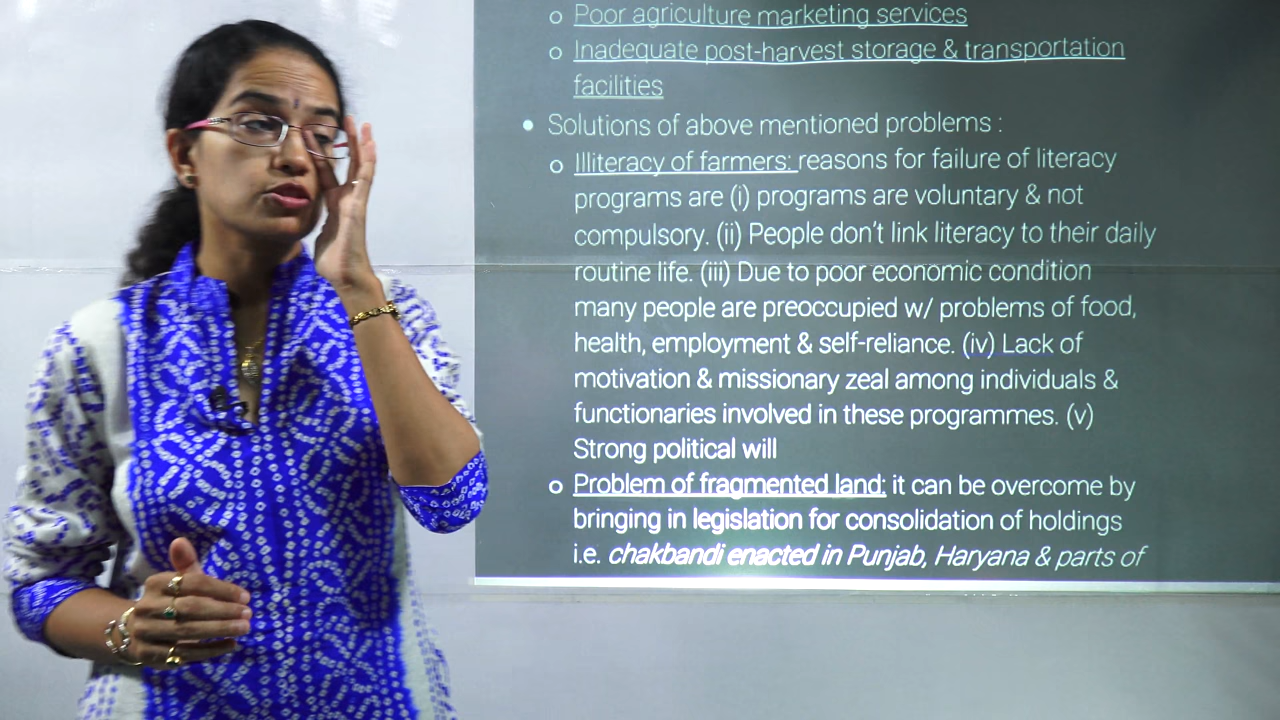 o Poor agriculture marketing services
o Inadequate post-harvest storage & transportation
facilities
• Solutions of above mentioned problems :
o Illiteracy of farmers: reasons for failure of literacy
programs are (i) programs are voluntary & not
compulsory. (ii) People don't link literacy to their daily
routine life. (iii) Due to poor economic condition
many people are preoccupied w/ problems of food,
health, employment & self-reliance. (iv) Lack of
motivation & missionary zeal among individuals &
functionaries involved in these programmes. (v)
Strong political will
o Problem of fragmented land: it can be overcome by
bringing in legislation for consolidation of holdings
i.e. chakbandi enacted in Punjab, Haryana & parts of